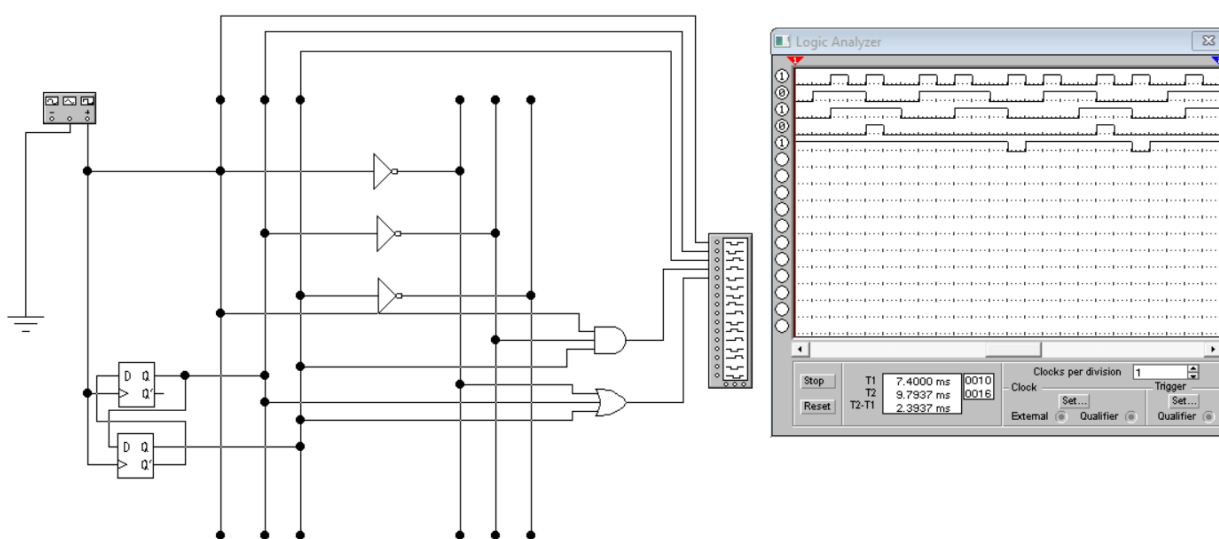 − +
D Q
Q'
D Q
Q'
Logic Analyzer
1
0
1
0
1
Stop
Reset
T1 7.4000 ms 0010
T2 9.7937 ms 0016
T2-T1 2.3937 ms
Clocks per division 1
Clock
Trigger
Set...
Set...
External Qualifier
Qualifier